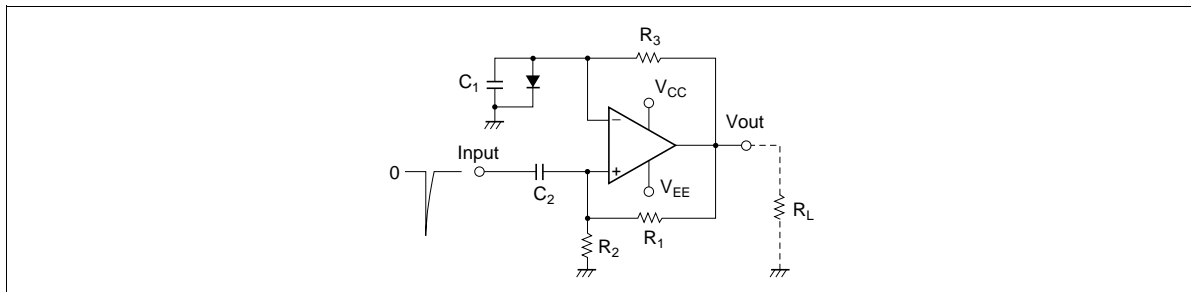 R3
C1
VCC
−
Vout
Input
0
+
C2
VEE
RL
R1
R2